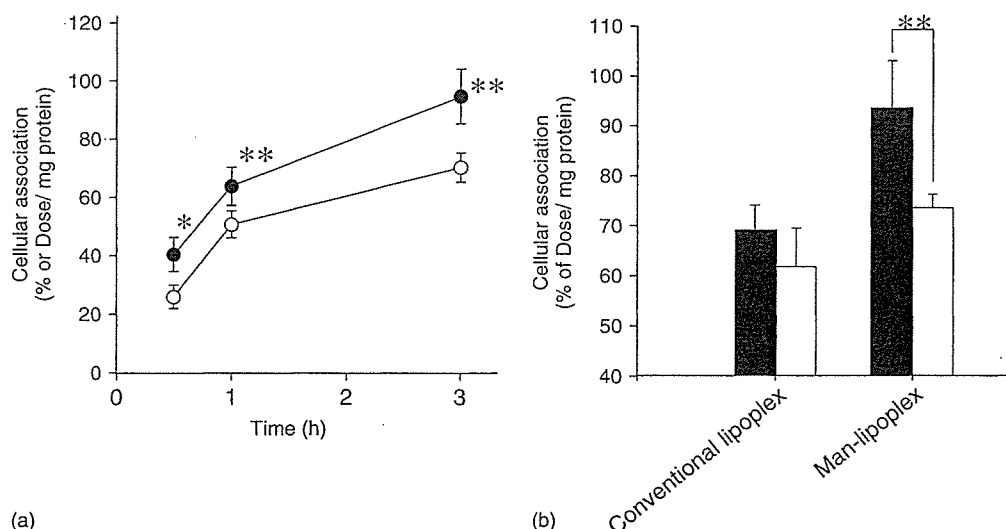 120
100
80
60
40
20
0
Cellular association
(% or Dose/ mg protein)
*
**
**
0
1
2
3
Time (h)
(a)
110
100
90
80
70
60
50
40
Cellular association
(% of Dose/ mg protein)
**
Conventional lipoplex
Man-lipoplex
(b)